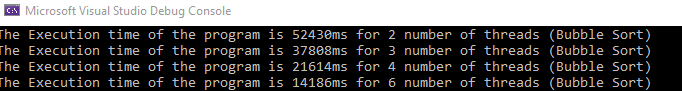 Microsoft Visual Studio Debug Console
The Execution time of the program is 52430ms for 2 number of threads (Bubble Sort)
The Execution time of the program is 37808ms for 3 number of threads (Bubble Sort)
The Execution time of the program is 21614ms for 4 number of threads (Bubble Sort)
The Execution time of the program is 14186ms for 6 number of threads (Bubble Sort)